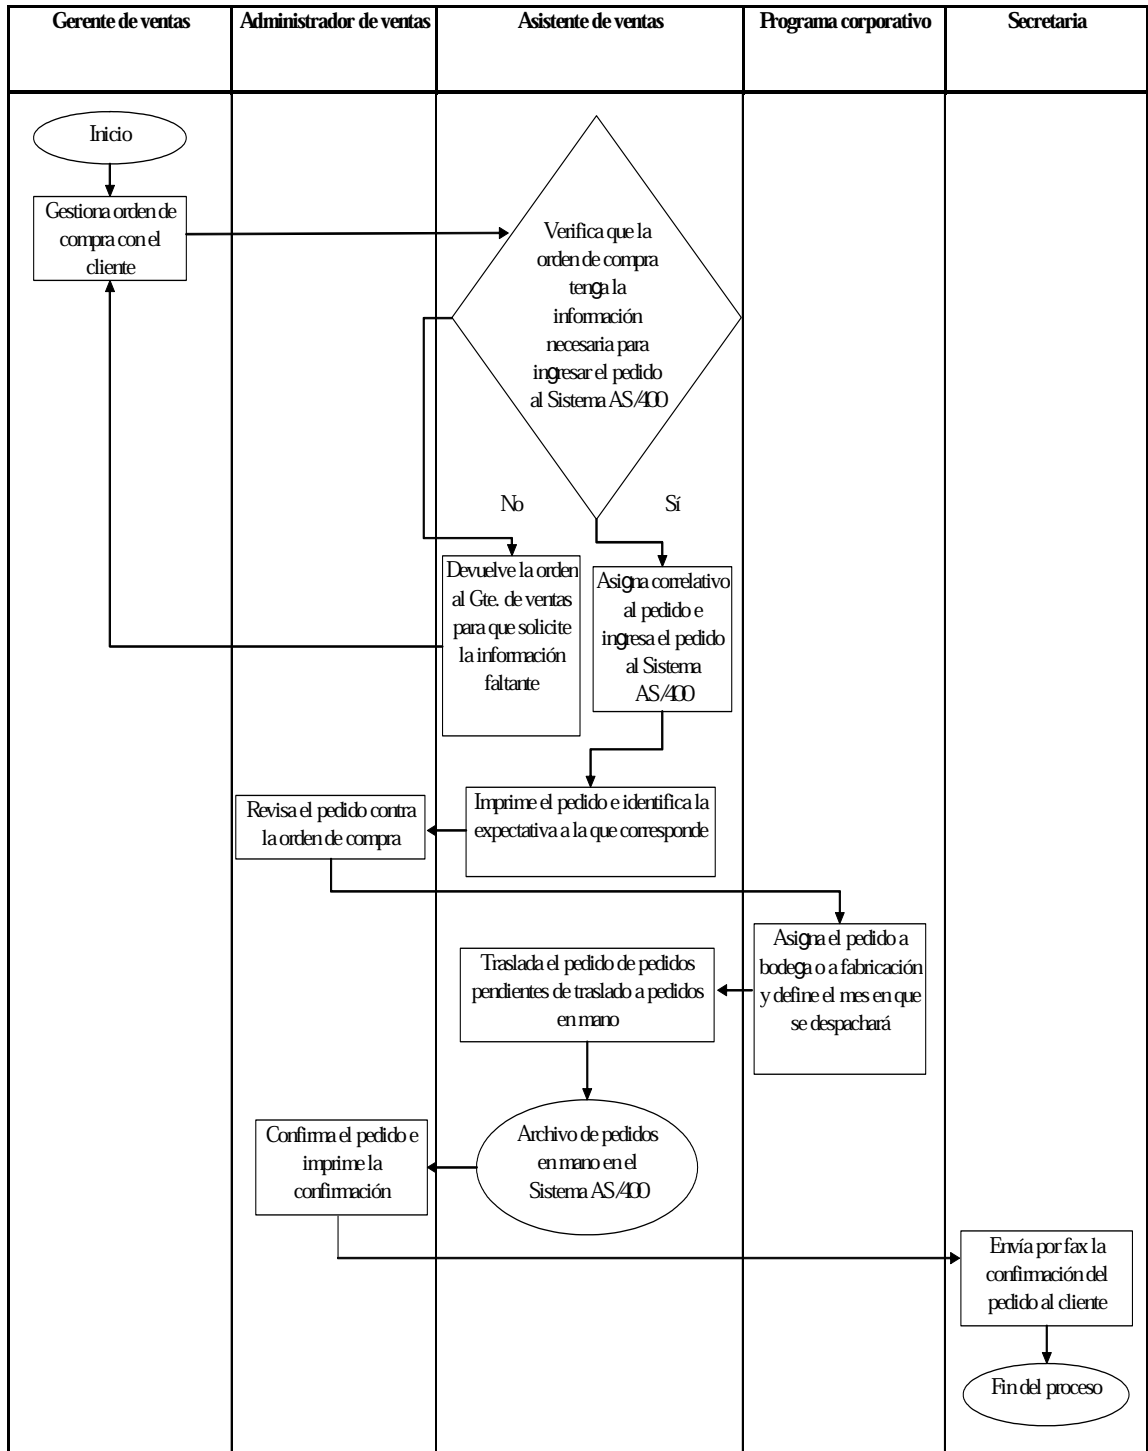 Gerente de ventas
Administrador de ventas
Asistente de ventas
Programa corporativo
Secretaria
Inicio
Gestiona orden de
compra con el
cliente
Verifica que la
orden de compra
tenga la
información
necesaria para
ingresar el pedido
al Sistema AS/400
No
Sí
Devuelve la orden
al Gte. de ventas
para que solicite
la información
faltante
Asigna correlativo
al pedido e
ingresa el pedido
al Sistema
AS/400
Imprime el pedido e identifica la
expectativa a la que corresponde
Revisa el pedido contra
la orden de compra
Asigna el pedido a
bodega o a fabricación
y define el mes en que
se despachará
Traslada el pedido de pedidos
pendientes de traslado a pedidos
en mano
Archivo de pedidos
en mano en el
Sistema AS/400
Confirma el pedido e
imprime la
confirmación
Envía por fax la
confirmación del
pedido al cliente
Fin del proceso